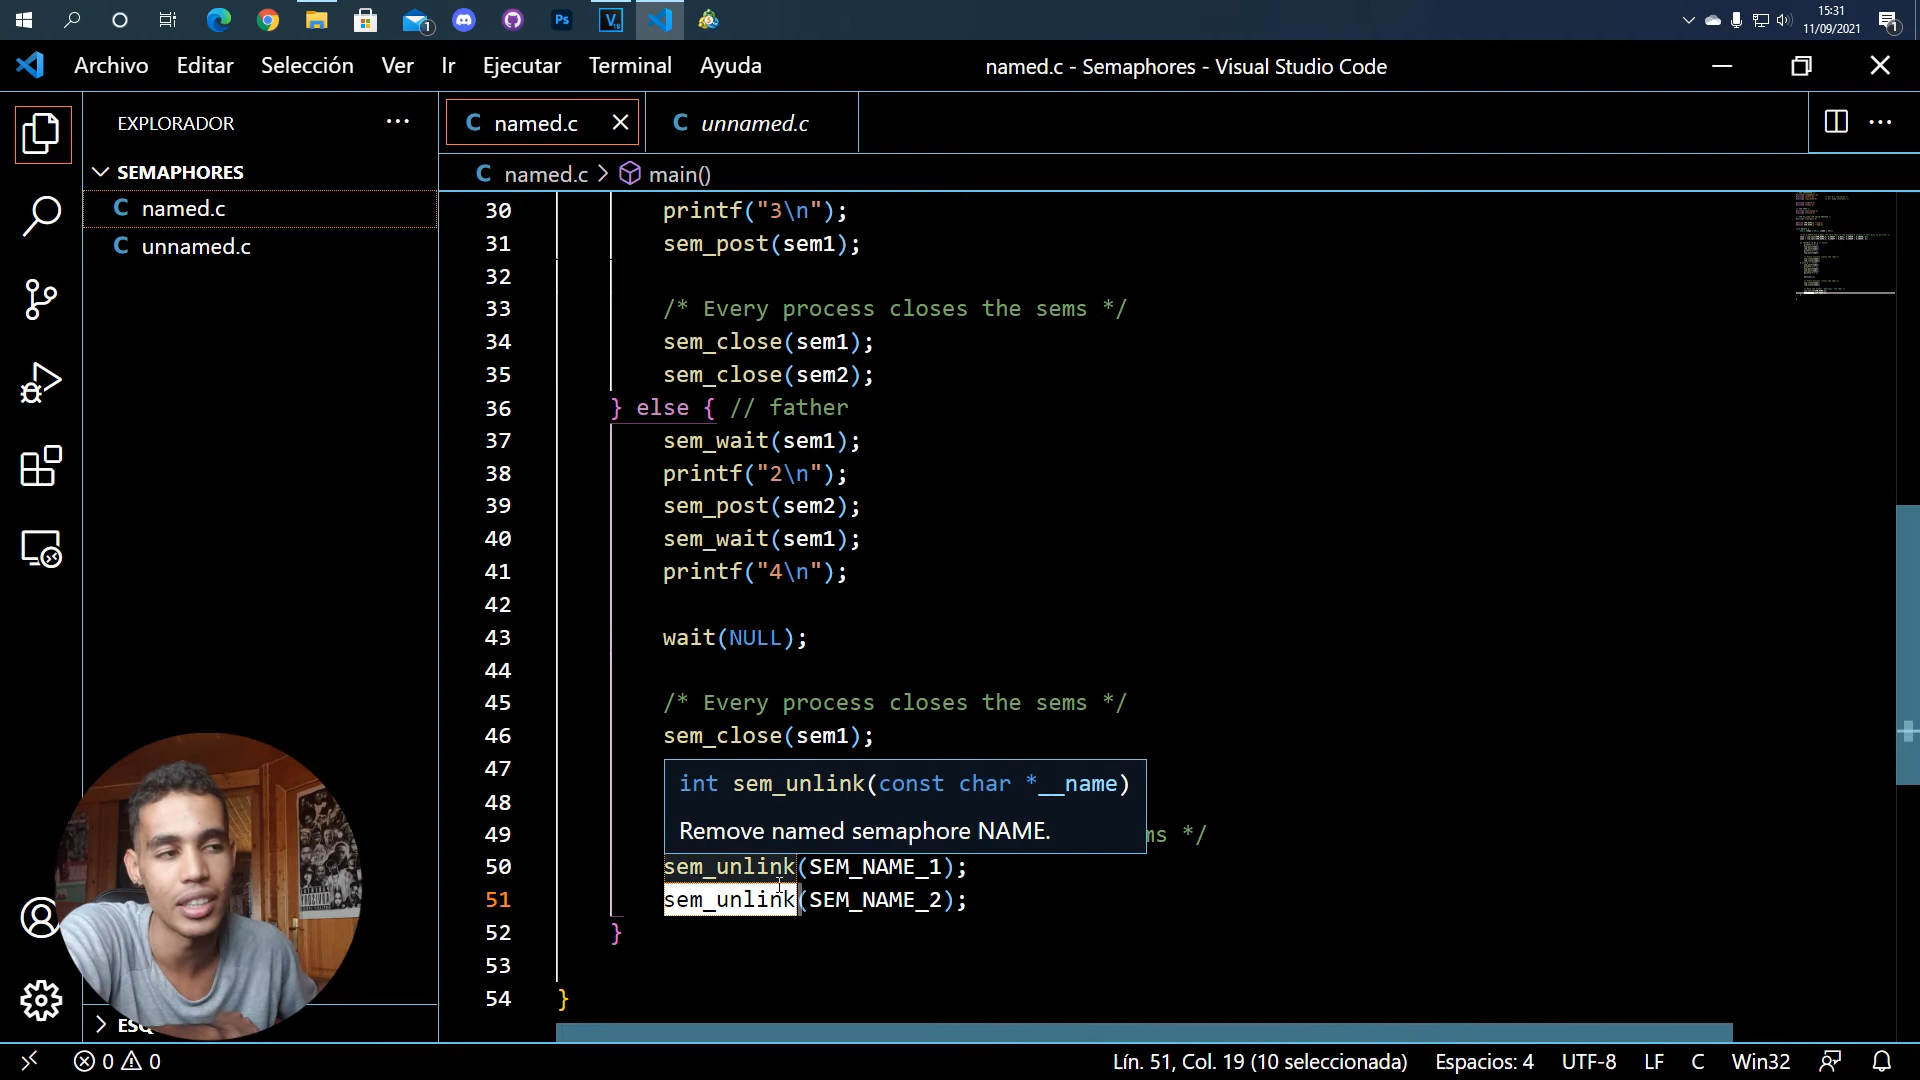 1
Ps
V
15:31
11/09/2021
1
Archivo Editar Selección Ver Ir Ejecutar Terminal Ayuda
named.c - Semaphores - Visual Studio Code
EXPLORADOR
C named.c
C unnamed.c
C named.c > main()
SEMAPHORES
C named.c
C unnamed.c
30 printf("3\n");
31 sem_post(sem1);
32
33 /* Every process closes the sems */
34 sem_close(sem1);
35 sem_close(sem2);
36 } else { // father
37 sem_wait(sem1);
38 printf("2\n");
39 sem_post(sem2);
40 sem_wait(sem1);
41 printf("4\n");
42
43 wait(NULL);
44
45 /* Every process closes the sems */
46 sem_close(sem1);
47
int sem_unlink(const char *__name)
48
Remove named semaphore NAME.
49 ms */
50 sem_unlink(SEM_NAME_1);
51 sem_unlink(SEM_NAME_2);
52 }
53
54 }
ESQ
0 0
Lín. 51, Col. 19 (10 seleccionada) Espacios: 4 UTF-8 LF C Win32